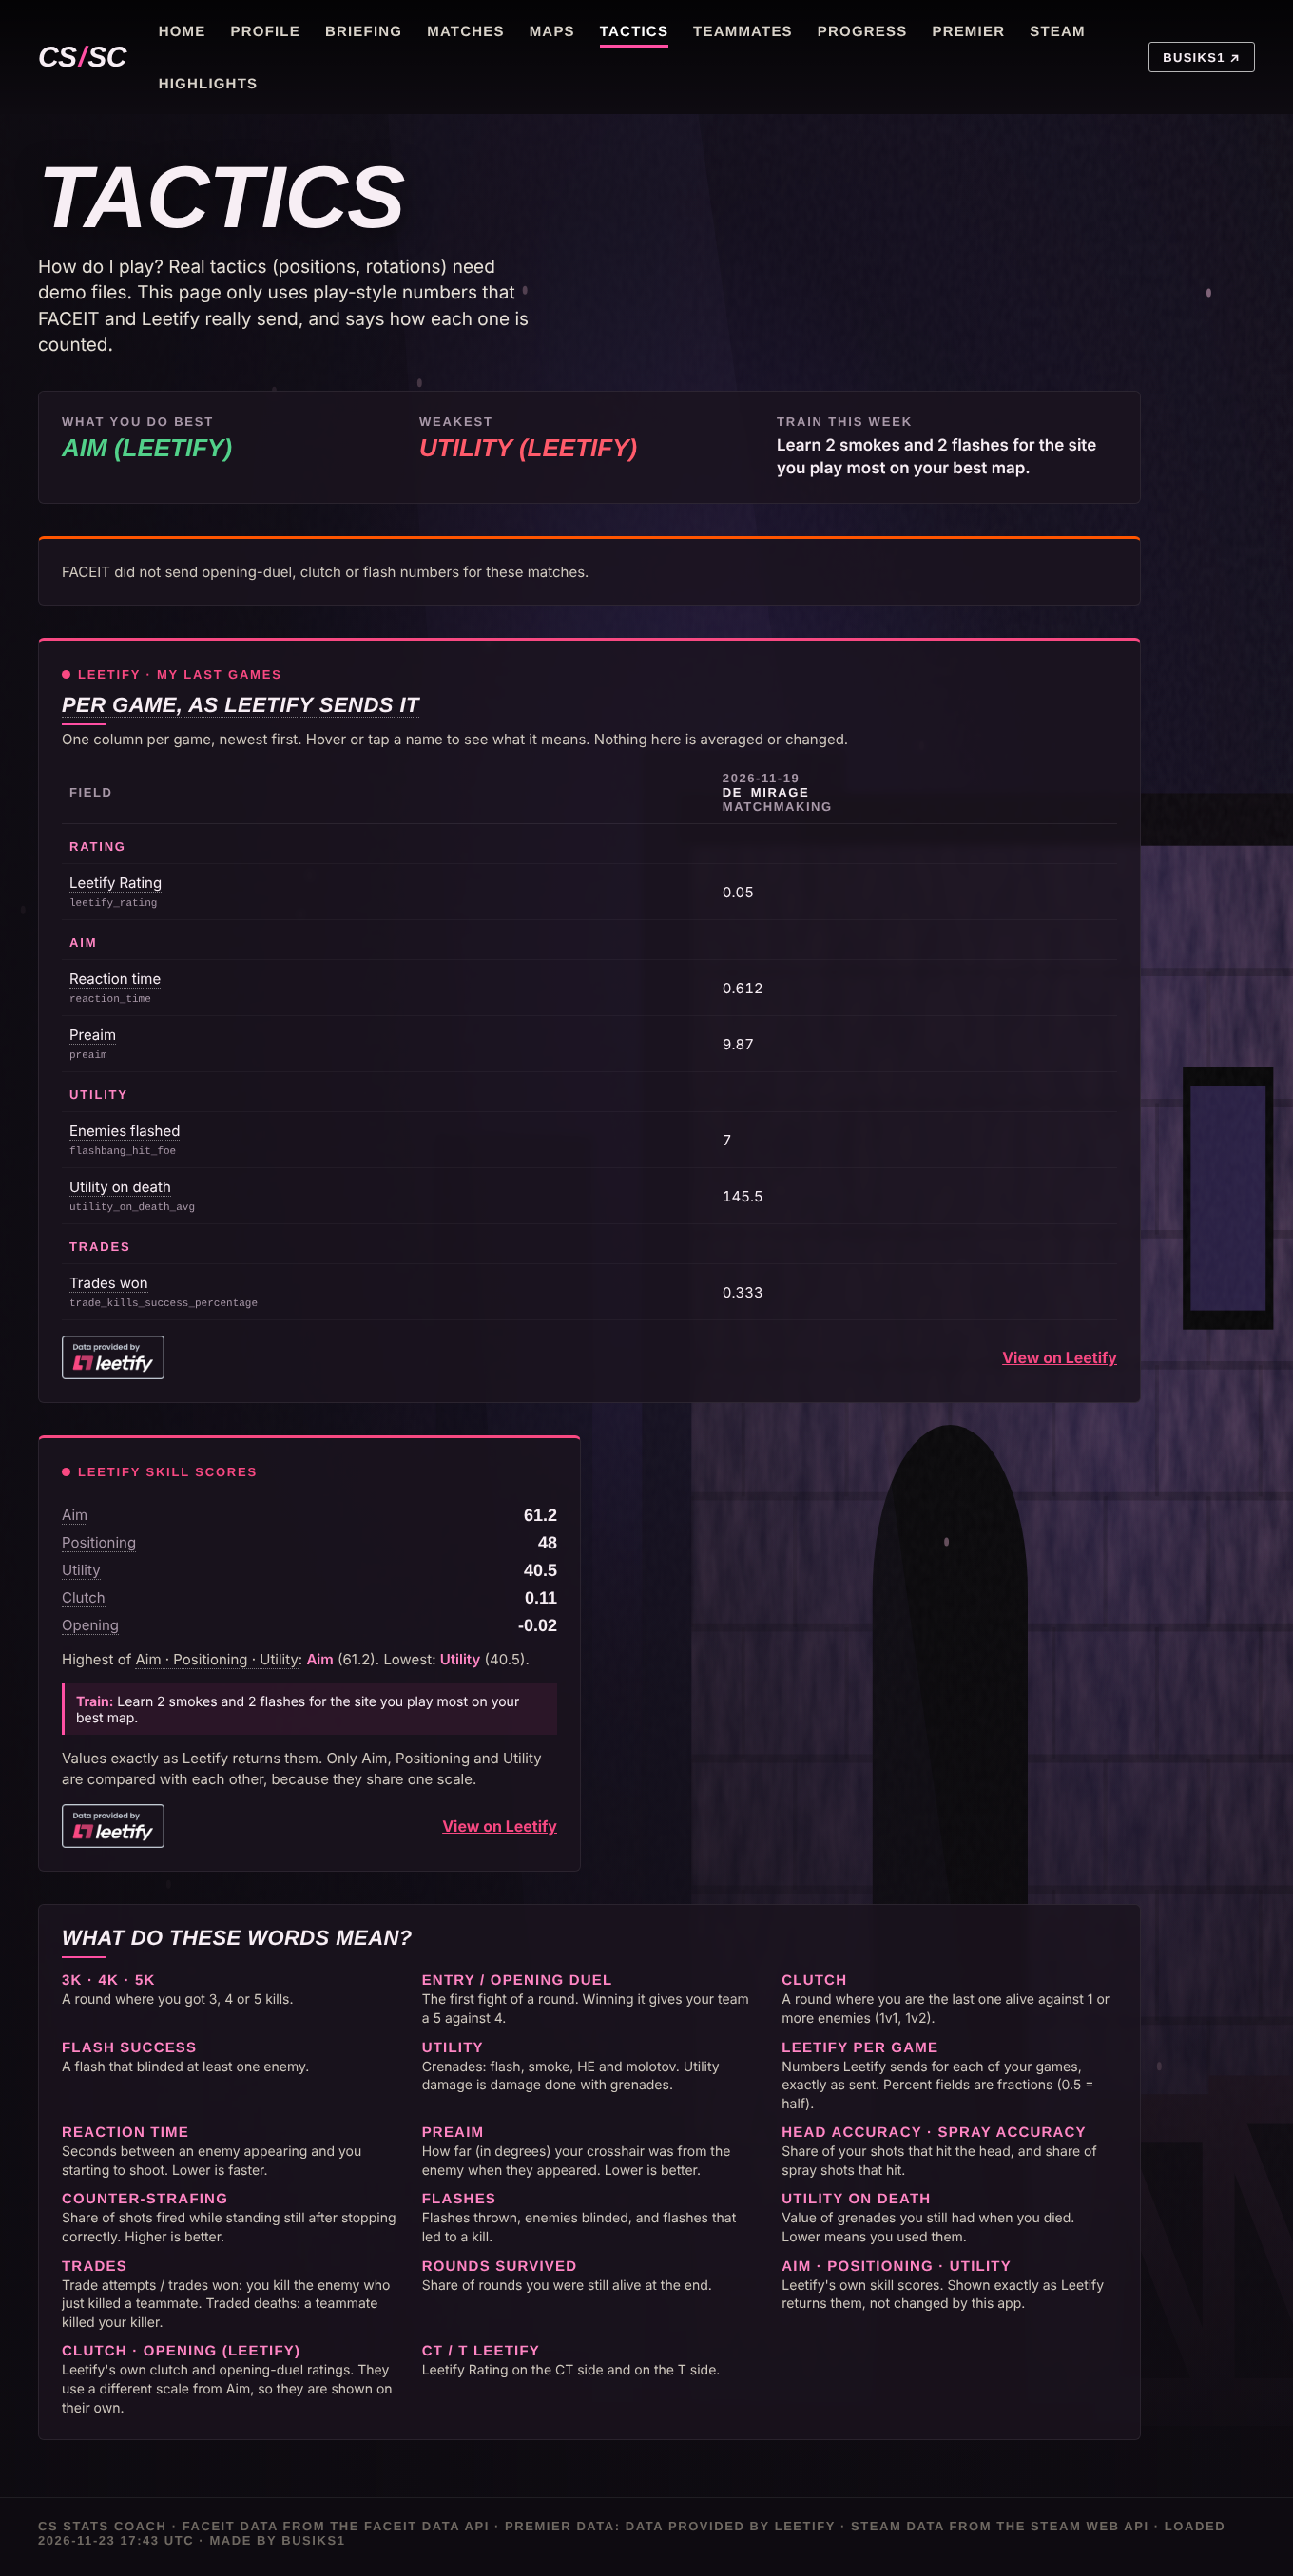 CS/SC
HOME PROFILE BRIEFING MATCHES MAPS TACTICS TEAMMATES PROGRESS PREMIER STEAM
HIGHLIGHTS
BUSIKS1 ↗
TACTICS
How do I play? Real tactics (positions, rotations) need
demo files. This page only uses play-style numbers that
FACEIT and Leetify really send, and says how each one is
counted.
WHAT YOU DO BEST
AIM (LEETIFY)
WEAKEST
UTILITY (LEETIFY)
TRAIN THIS WEEK
Learn 2 smokes and 2 flashes for the site
you play most on your best map.
FACEIT did not send opening-duel, clutch or flash numbers for these matches.
LEETIFY · MY LAST GAMES
PER GAME, AS LEETIFY SENDS IT
One column per game, newest first. Hover or tap a name to see what it means. Nothing here is averaged or changed.
FIELD
2026-11-19
DE_MIRAGE
MATCHMAKING
RATING
Leetify Rating
leetify_rating
0.05
AIM
Reaction time
reaction_time
0.612
Preaim
preaim
9.87
UTILITY
Enemies flashed
flashbang_hit_foe
7
Utility on death
utility_on_death_avg
145.5
TRADES
Trades won
trade_kills_success_percentage
0.333
Data provided by
leetify
View on Leetify
LEETIFY SKILL SCORES
Aim 61.2
Positioning 48
Utility 40.5
Clutch 0.11
Opening -0.02
Highest of Aim · Positioning · Utility: Aim (61.2). Lowest: Utility (40.5).
Train: Learn 2 smokes and 2 flashes for the site you play most on your
best map.
Values exactly as Leetify returns them. Only Aim, Positioning and Utility
are compared with each other, because they share one scale.
Data provided by
leetify
View on Leetify
WHAT DO THESE WORDS MEAN?
3K · 4K · 5K
A round where you got 3, 4 or 5 kills.
ENTRY / OPENING DUEL
The first fight of a round. Winning it gives your team
a 5 against 4.
CLUTCH
A round where you are the last one alive against 1 or
more enemies (1v1, 1v2).
FLASH SUCCESS
A flash that blinded at least one enemy.
UTILITY
Grenades: flash, smoke, HE and molotov. Utility
damage is damage done with grenades.
LEETIFY PER GAME
Numbers Leetify sends for each of your games,
exactly as sent. Percent fields are fractions (0.5 =
half).
REACTION TIME
Seconds between an enemy appearing and you
starting to shoot. Lower is faster.
PREAIM
How far (in degrees) your crosshair was from the
enemy when they appeared. Lower is better.
HEAD ACCURACY · SPRAY ACCURACY
Share of your shots that hit the head, and share of
spray shots that hit.
COUNTER-STRAFING
Share of shots fired while standing still after stopping
correctly. Higher is better.
FLASHES
Flashes thrown, enemies blinded, and flashes that
led to a kill.
UTILITY ON DEATH
Value of grenades you still had when you died.
Lower means you used them.
TRADES
Trade attempts / trades won: you kill the enemy who
just killed a teammate. Traded deaths: a teammate
killed your killer.
ROUNDS SURVIVED
Share of rounds you were still alive at the end.
AIM · POSITIONING · UTILITY
Leetify's own skill scores. Shown exactly as Leetify
returns them, not changed by this app.
CLUTCH · OPENING (LEETIFY)
Leetify's own clutch and opening-duel ratings. They
use a different scale from Aim, so they are shown on
their own.
CT / T LEETIFY
Leetify Rating on the CT side and on the T side.
CS STATS COACH · FACEIT DATA FROM THE FACEIT DATA API · PREMIER DATA: DATA PROVIDED BY LEETIFY · STEAM DATA FROM THE STEAM WEB API · LOADED
2026-11-23 17:43 UTC · MADE BY BUSIKS1